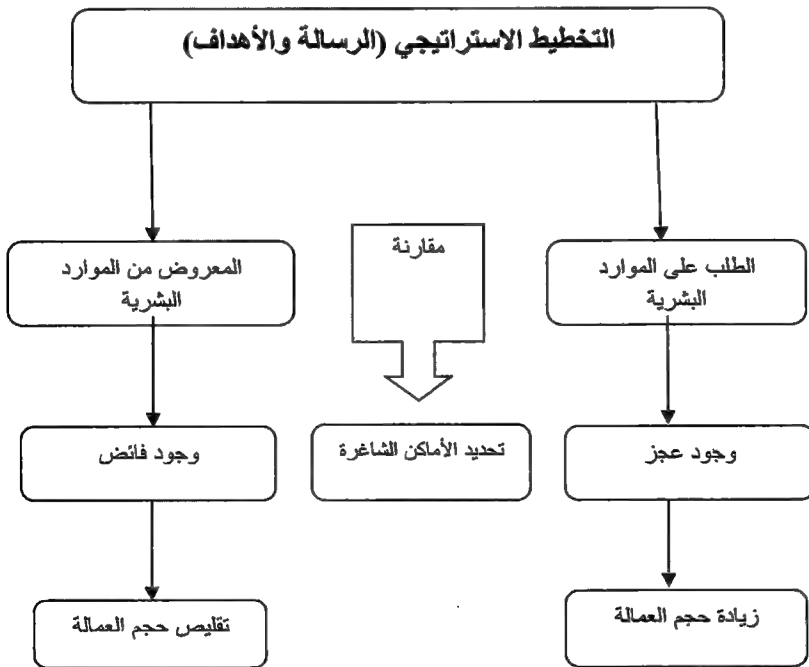 التخطيط الاستراتيجي (الرسالة والأهداف)
الطلب على الموارد
البشرية
مقارنة
المعروض من الموارد
البشرية
وجود عجز
تحديد الأماكن الشاغرة
وجود فائض
زيادة حجم العمالة
تقليص حجم العمالة